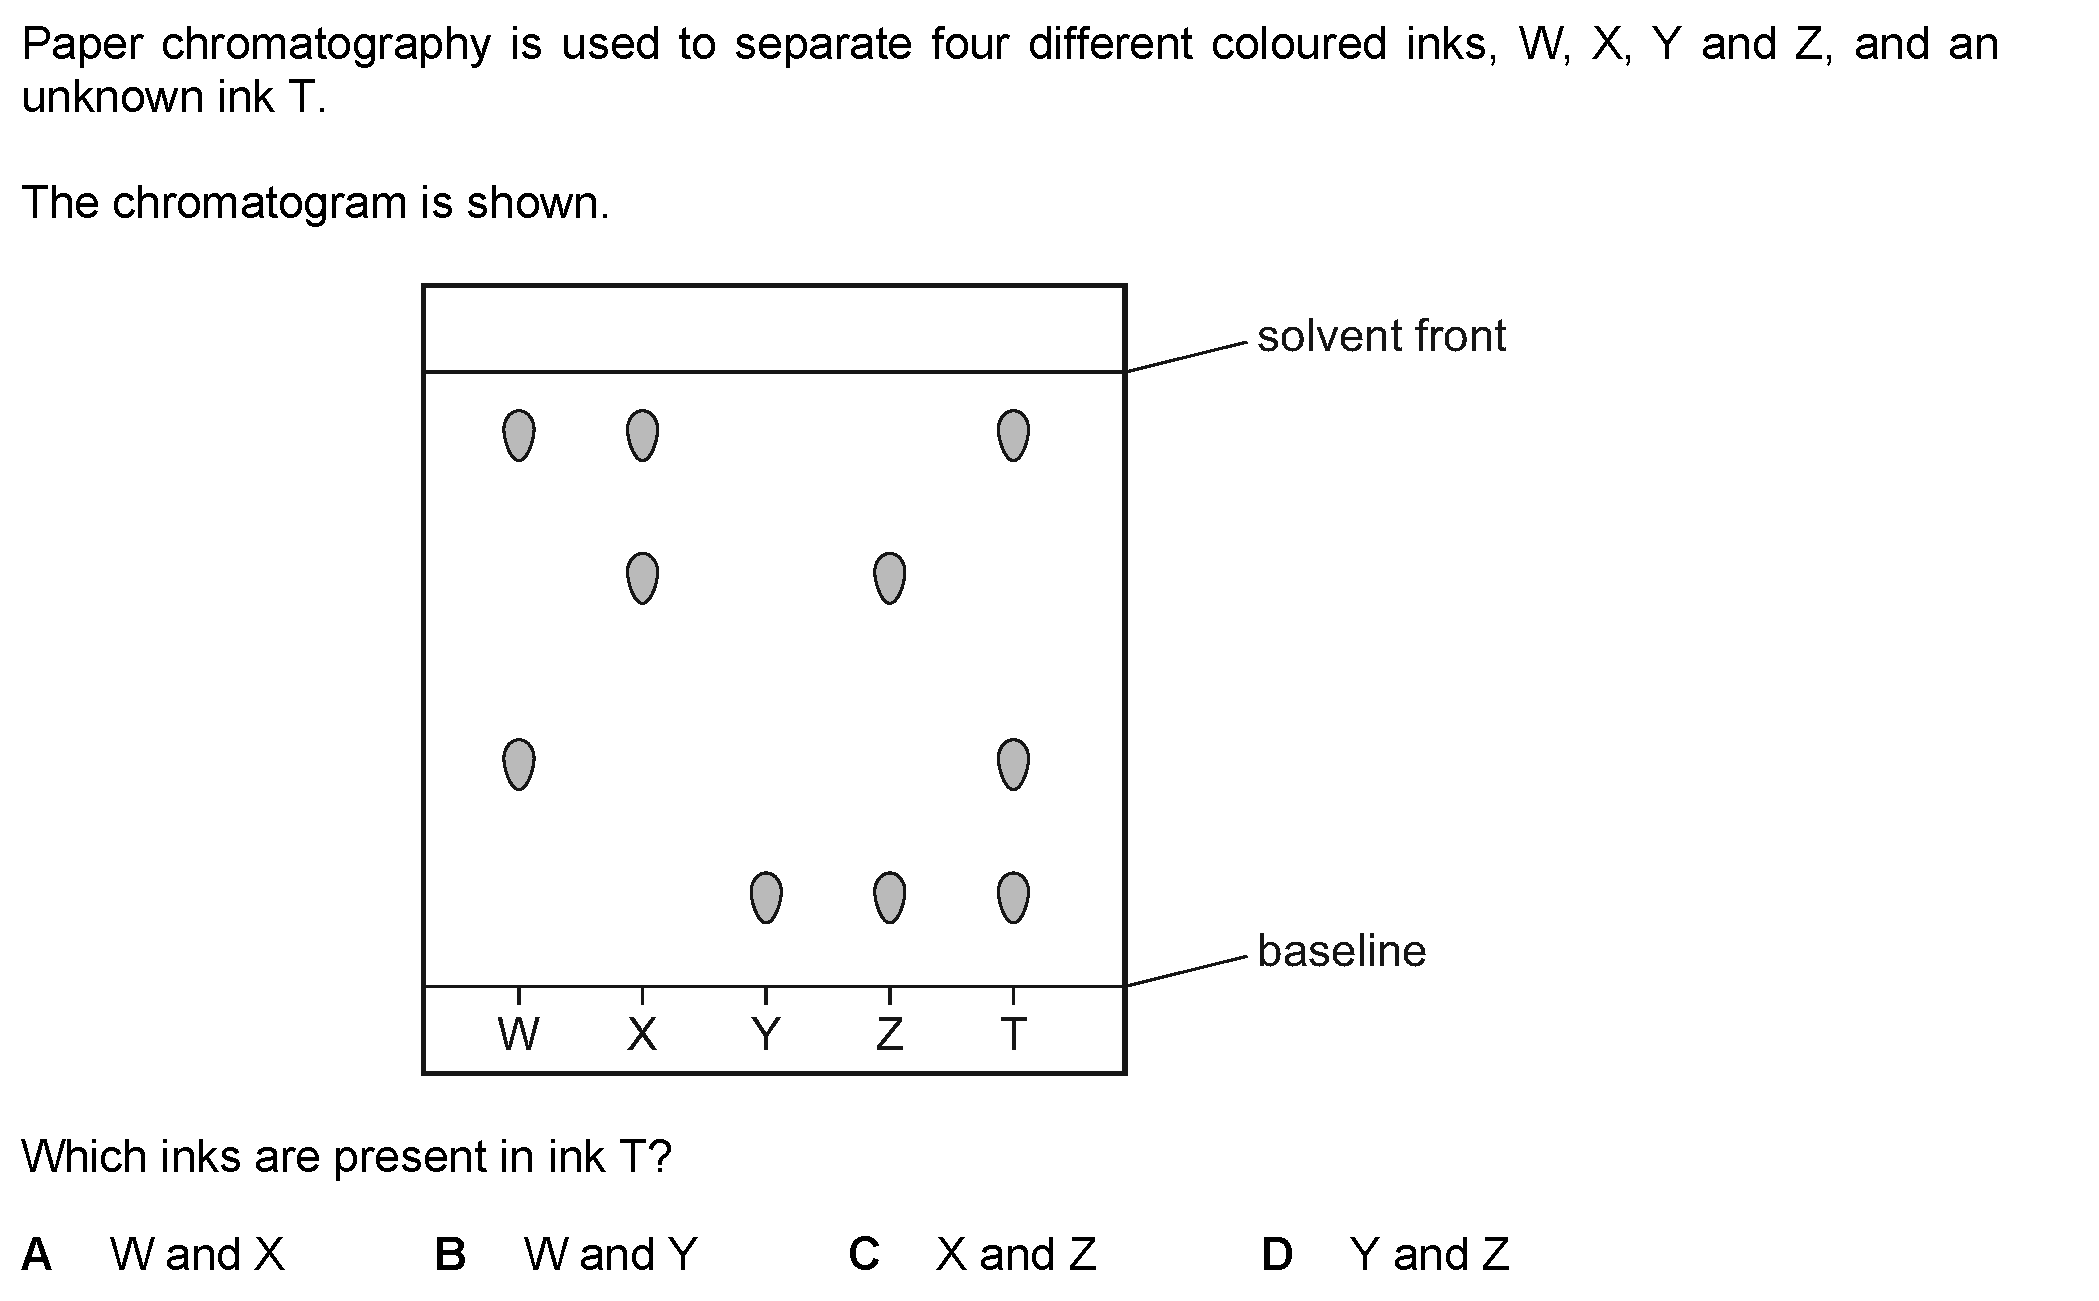 Paper chromatography is used to separate four different coloured inks, W, X, Y and Z, and an
unknown ink T.
The chromatogram is shown.
solvent front
baseline
W X Y Z T
Which inks are present in ink T?
A W and X B W and Y C X and Z D Y and Z